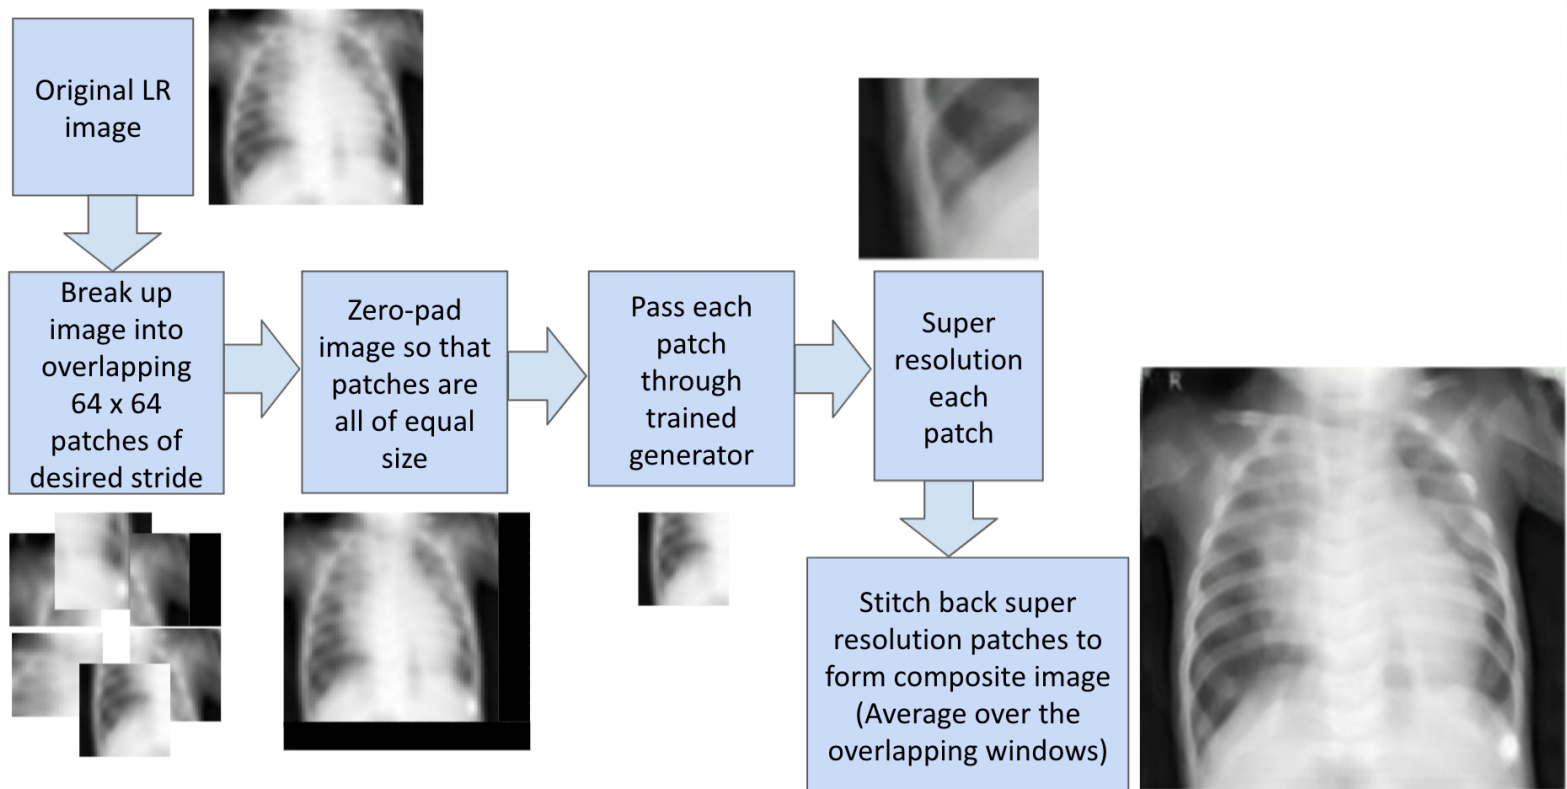 Original LR
image
Break up
image into
overlapping
64 x 64
patches of
desired stride
Zero-pad
image so that
patches are
all of equal
size
Pass each
patch
through
trained
generator
Super
resolution
each
patch
Stitch back super
resolution patches to
form composite image
(Average over the
overlapping windows)
R